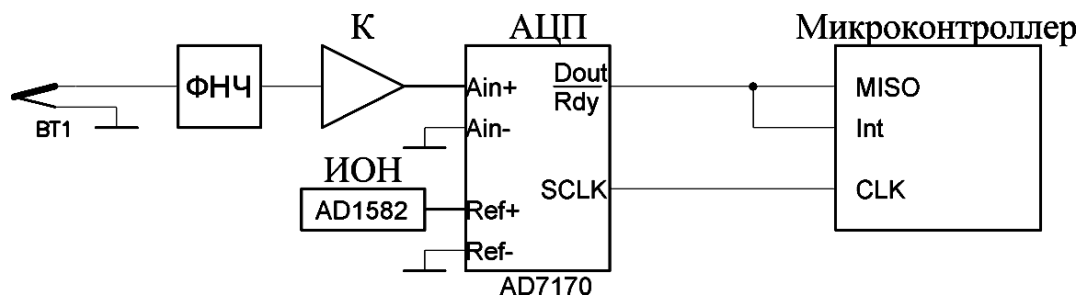 К
АЦП
Микроконтроллер
ФНЧ
BT1
Ain+
Ain-
Dout
Rdy
MISO
Int
ИОН
AD1582
Ref+
Ref-
SCLK
CLK
AD7170